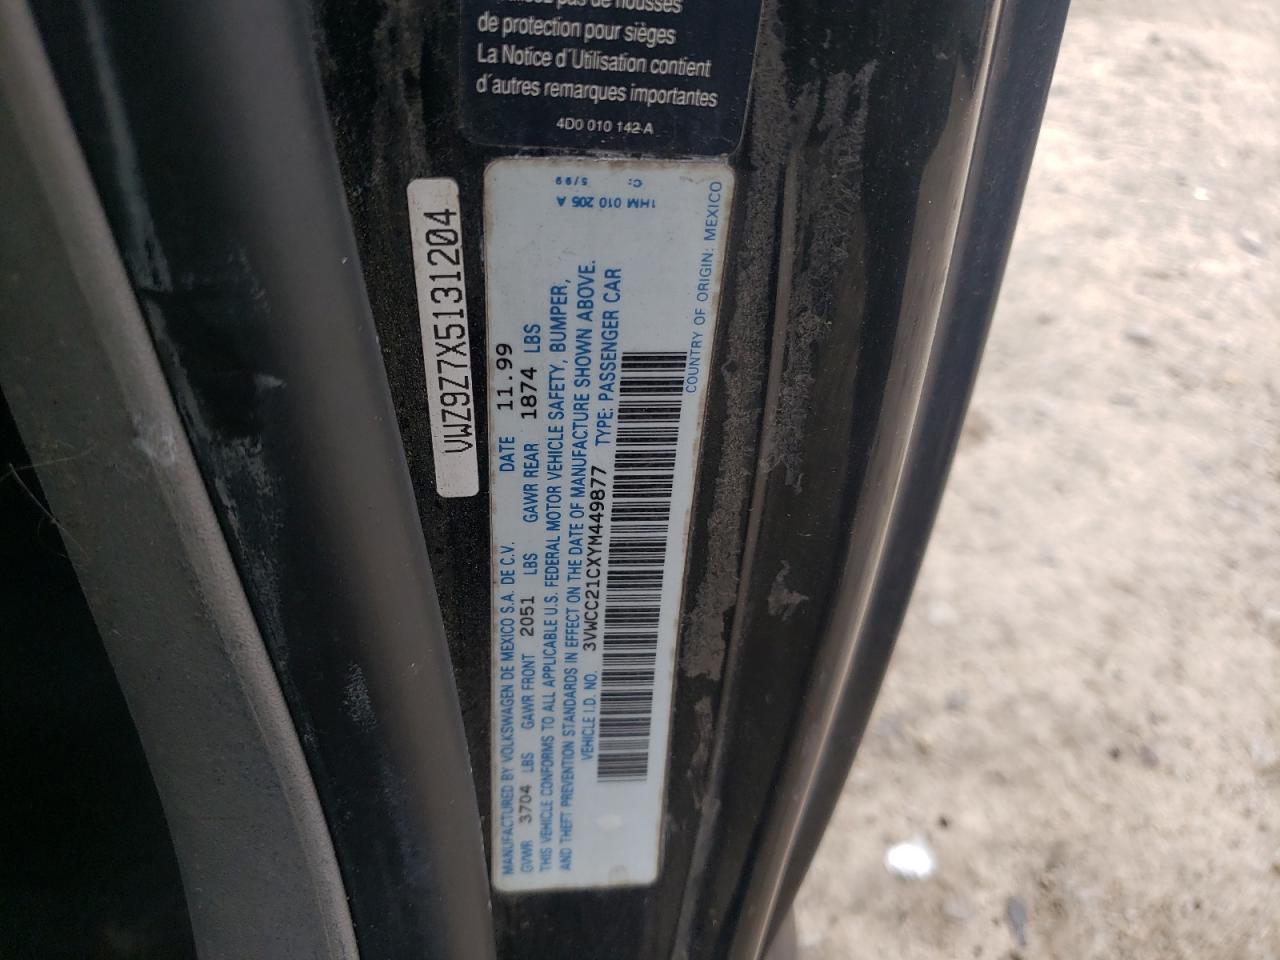 de protection pour sièges
La Notice d'Utilisation contient
d'autres remarques importantes
4D0 010 142 A
VWZ9Z7X5131204
1HM 010 205 A C: 5/99
MANUFACTURED BY VOLKSWAGEN DE MEXICO S.A. DE C.V. DATE 11.99
GVWR 3704 LBS GAWR FRONT 2051 LBS GAWR REAR 1874 LBS
THIS VEHICLE CONFORMS TO ALL APPLICABLE U.S. FEDERAL MOTOR VEHICLE SAFETY, BUMPER,
AND THEFT PREVENTION STANDARDS IN EFFECT ON THE DATE OF MANUFACTURE SHOWN ABOVE.
VEHICLE I.D. NO. 3VWCC21CXYM449877 TYPE: PASSENGER CAR
COUNTRY OF ORIGIN: MEXICO